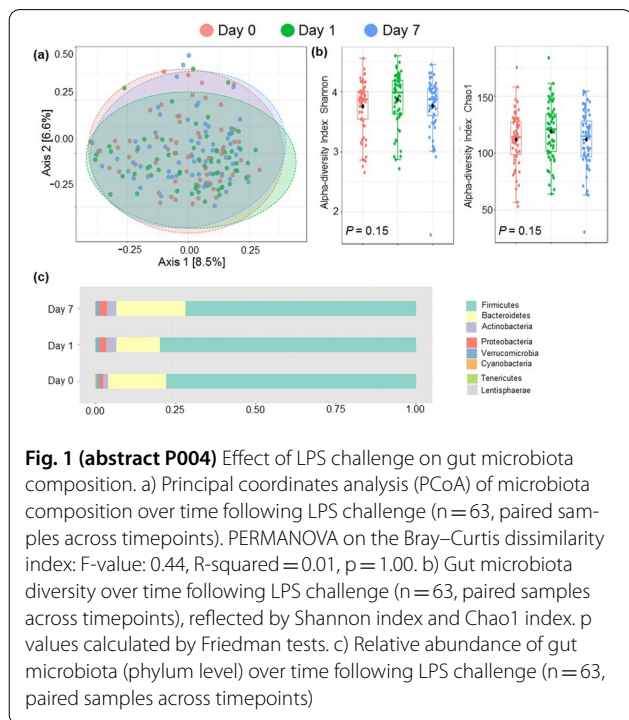 Day 0 Day 1 Day 7
(a)
0.50
0.25
0.00
-0.25
Axis 2 [6.6%]
-0.25 0.00 0.25
Axis 1 [8.5%]
(b)
Alpha-diversity Index: Shannon
4
3
2
P = 0.15
Alpha-diversity Index: Chao1
150
100
50
P = 0.15
(c)
Day 7
Day 1
Day 0
0.00 0.25 0.50 0.75 1.00
Firmicutes
Bacteroidetes
Actinobacteria
Proteobacteria
Verrucomicrobia
Cyanobacteria
Tenericutes
Lentisphaerae
Fig. 1 (abstract P004) Effect of LPS challenge on gut microbiota
composition. a) Principal coordinates analysis (PCoA) of microbiota
composition over time following LPS challenge (n = 63, paired sam-
ples across timepoints). PERMANOVA on the Bray–Curtis dissimilarity
index: F-value: 0.44, R-squared = 0.01, p = 1.00. b) Gut microbiota
diversity over time following LPS challenge (n = 63, paired samples
across timepoints), reflected by Shannon index and Chao1 index. p
values calculated by Friedman tests. c) Relative abundance of gut
microbiota (phylum level) over time following LPS challenge (n = 63,
paired samples across timepoints)